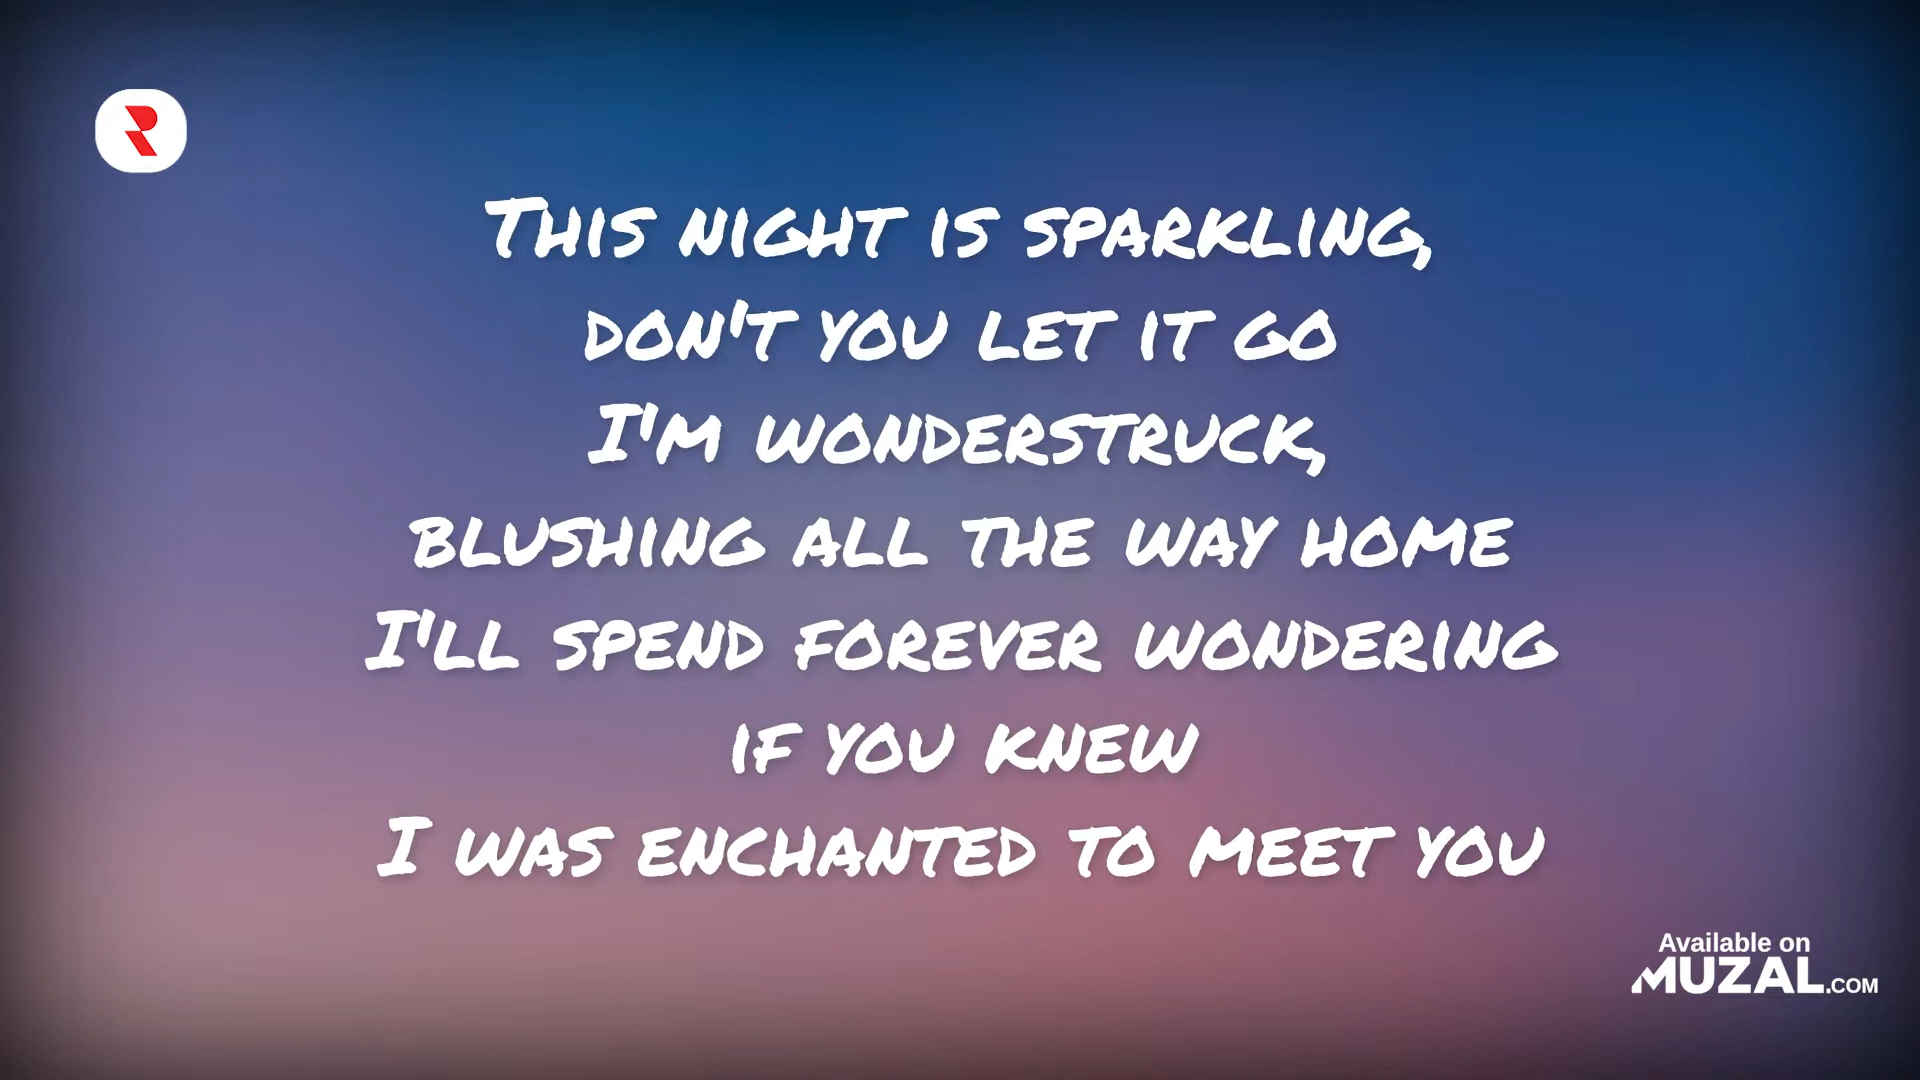 This night is sparkling,
don't you let it go
I'm wonderstruck,
blushing all the way home
I'll spend forever wondering
if you knew
I was enchanted to meet you
Available on
MUZAL.COM